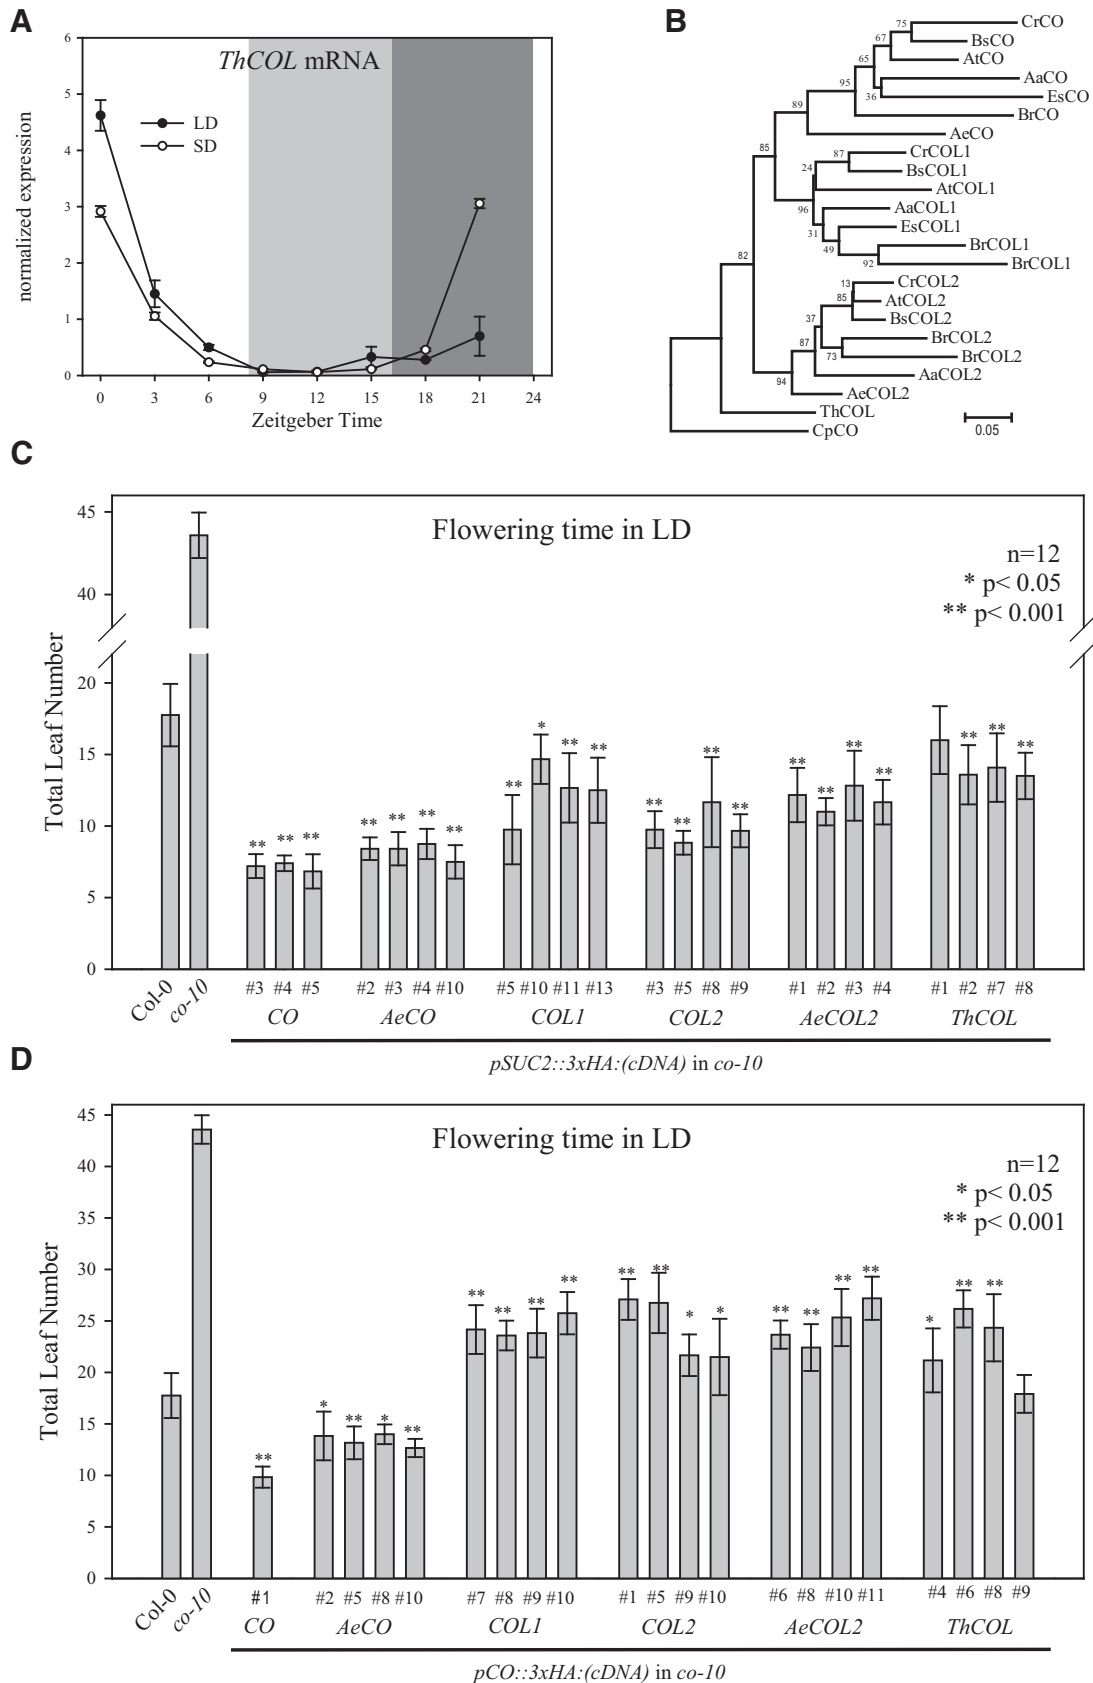 A
6
5
4
3
2
1
0
normalized expression
ThCOL mRNA
LD
SD
0 3 6 9 12 15 18 21 24
Zeitgeber Time
B
75
67
65
36
95
89
85
87
24
96
31
49
92
82
13
85
37
73
87
94
CrCO
BsCO
AtCO
AaCO
EsCO
BrCO
AeCO
CrCOL1
BsCOL1
AtCOL1
AaCOL1
EsCOL1
BrCOL1
BrCOL1
CrCOL2
AtCOL2
BsCOL2
BrCOL2
BrCOL2
AaCOL2
AeCOL2
ThCOL
CpCO
0.05
C
Flowering time in LD
n=12
* p< 0.05
** p< 0.001
Total Leaf Number
45
40
20
15
10
5
0
** ** **
** ** ** **
** * ** **
** ** ** **
** ** ** **
** ** **
Col-0 co-10
#3 #4 #5 #2 #3 #4 #10 #5 #10 #11 #13 #3 #5 #8 #9 #1 #2 #3 #4 #1 #2 #7 #8
CO AeCO COL1 COL2 AeCOL2 ThCOL
pSUC2::3xHA:(cDNA) in co-10
D
Flowering time in LD
n=12
* p< 0.05
** p< 0.001
Total Leaf Number
45
40
35
30
25
20
15
10
5
0
**
* ** * **
** ** ** **
** ** * *
** ** ** **
* ** **
Col-0 co-10
#1 #2 #5 #8 #10 #7 #8 #9 #10 #1 #5 #9 #10 #6 #8 #10 #11 #4 #6 #8 #9
CO AeCO COL1 COL2 AeCOL2 ThCOL
pCO::3xHA:(cDNA) in co-10